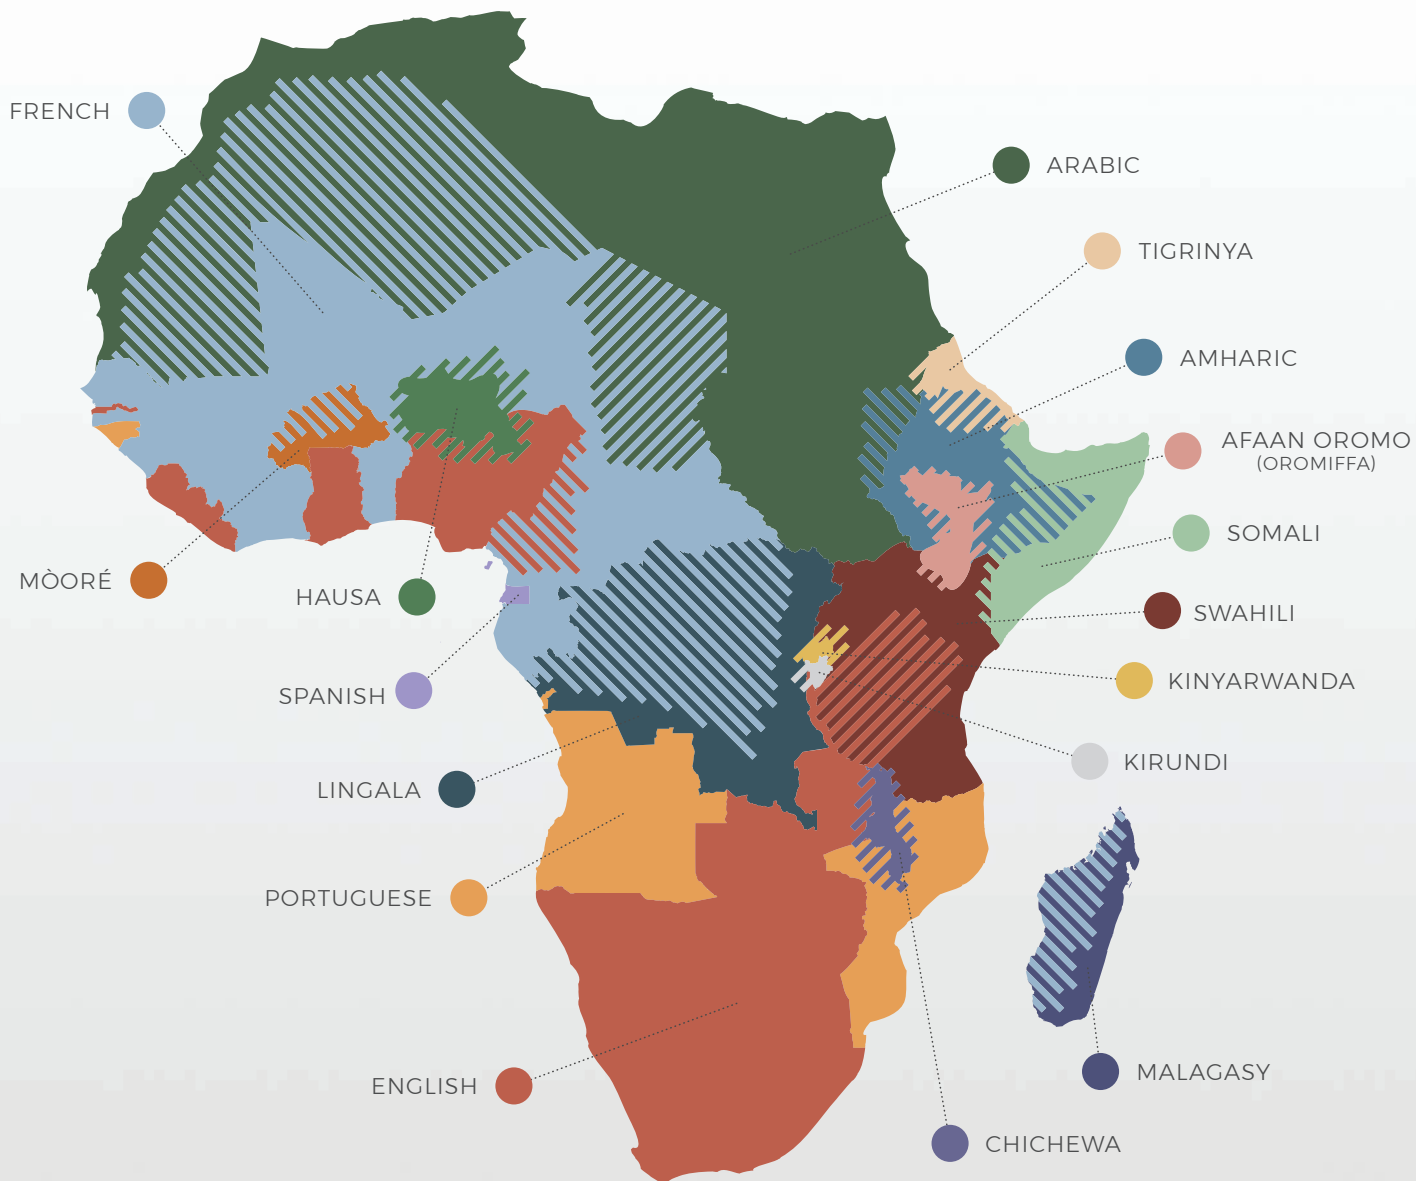 FRENCH
ARABIC
TIGRINYA
AMHARIC
AFAAN OROMO
(OROMIFFA)
SOMALI
MÒORÉ
HAUSA
SWAHILI
KINYARWANDA
SPANISH
KIRUNDI
LINGALA
PORTUGUESE
ENGLISH
MALAGASY
CHICHEWA